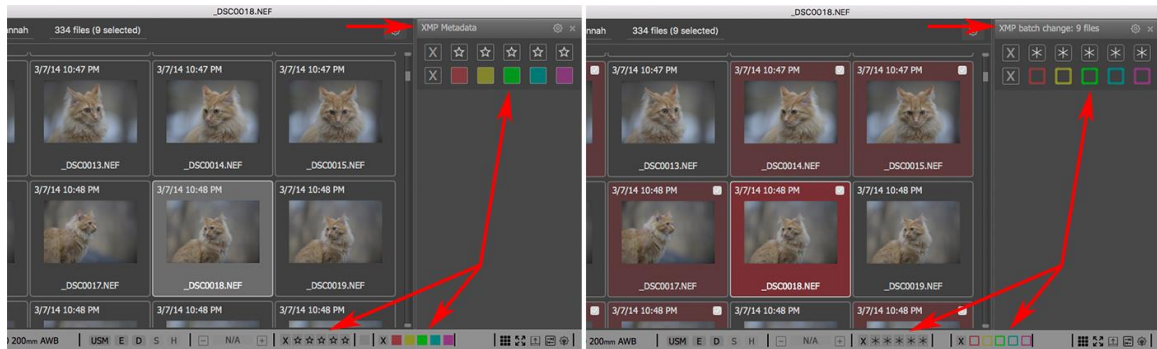 _DSC0018.NEF
nnah 334 files (9 selected)
XMP Metadata
3/7/14 10:47 PM 3/7/14 10:47 PM 3/7/14 10:47 PM
X
X
_DSC0013.NEF _DSC0014.NEF _DSC0015.NEF
3/7/14 10:48 PM 3/7/14 10:48 PM 3/7/14 10:48 PM
_DSC0017.NEF _DSC0018.NEF _DSC0019.NEF
3/7/14 10:48 PM 3/7/14 10:48 PM 3/7/14 10:48 PM
200mm AWB USM E D S H N/A X X
_DSC0018.NEF
nnah 334 files (9 selected)
XMP batch change: 9 files
3/7/14 10:47 PM 3/7/14 10:47 PM 3/7/14 10:47 PM
X
X
_DSC0013.NEF _DSC0014.NEF _DSC0015.NEF
3/7/14 10:48 PM 3/7/14 10:48 PM 3/7/14 10:48 PM
_DSC0017.NEF _DSC0018.NEF _DSC0019.NEF
3/7/14 10:48 PM 3/7/14 10:48 PM 3/7/14 10:48 PM
200mm AWB USM E D S H N/A X X